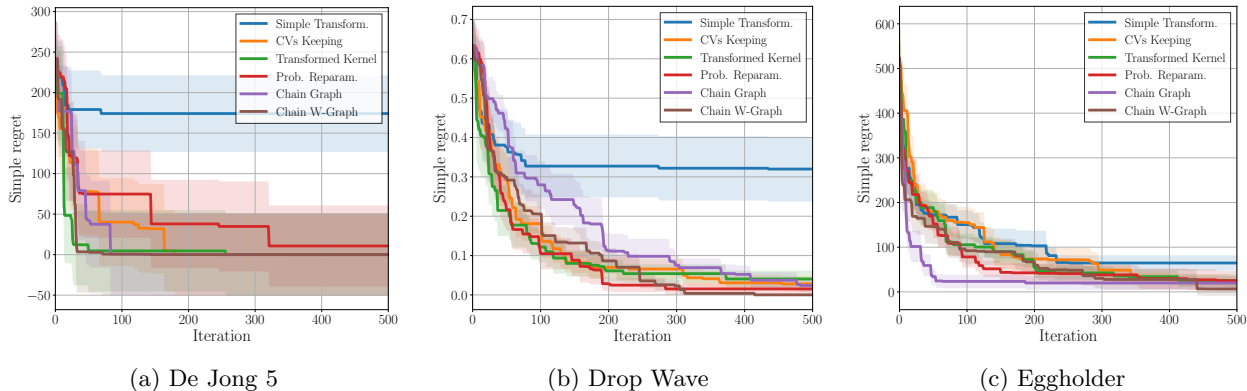 300
250
200
150
100
50
0
−50
Simple regret
0 100 200 300 400 500
Iteration
Simple Transform.
CVs Keeping
Transformed Kernel
Prob. Reparam.
Chain Graph
Chain W-Graph
(a) De Jong 5
0.7
0.6
0.5
0.4
0.3
0.2
0.1
0.0
Simple regret
0 100 200 300 400 500
Iteration
Simple Transform.
CVs Keeping
Transformed Kernel
Prob. Reparam.
Chain Graph
Chain W-Graph
(b) Drop Wave
600
500
400
300
200
100
0
Simple regret
0 100 200 300 400 500
Iteration
Simple Transform.
CVs Keeping
Transformed Kernel
Prob. Reparam.
Chain Graph
Chain W-Graph
(c) Eggholder